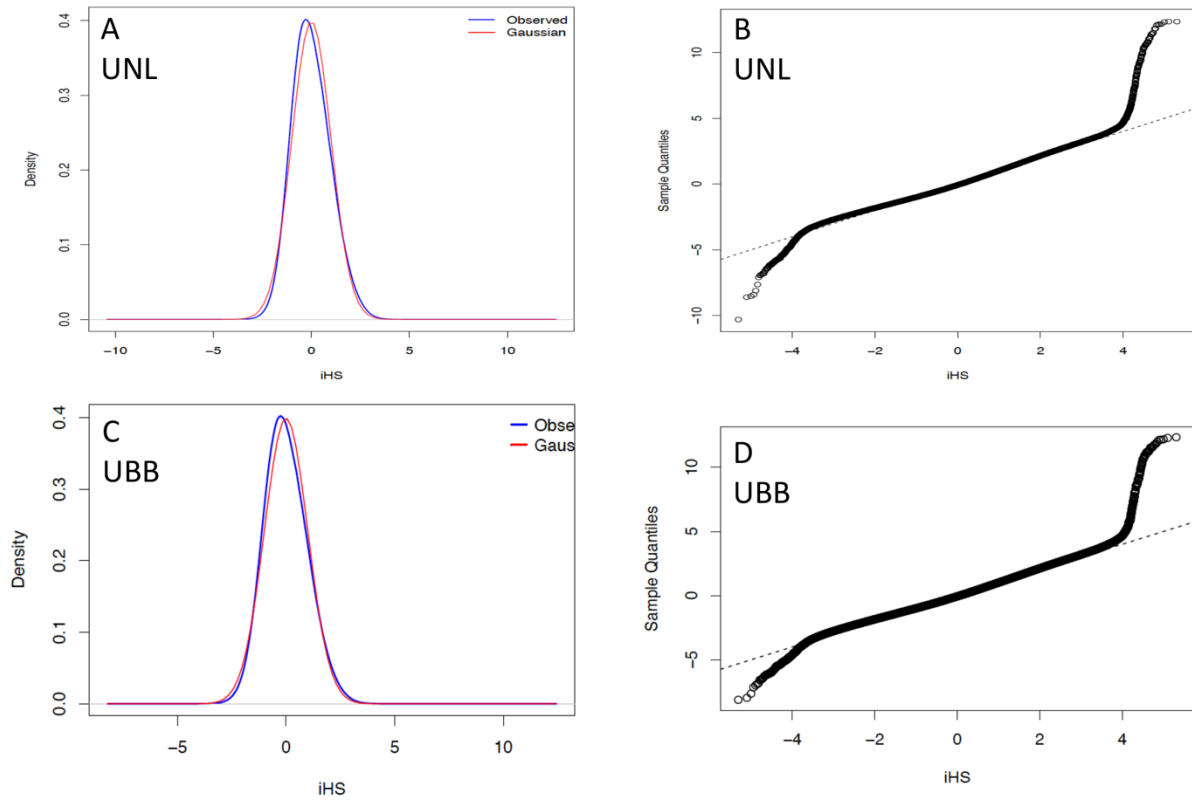 A
UNL
Observed
Gaussian
Density
0.0
0.1
0.2
0.3
0.4
−10
−5
0
5
10
iHS
B
UNL
Sample Quantiles
−10
−5
0
5
10
−4
−2
0
2
4
iHS
C
UBB
Obse
Gaus
Density
0.0
0.1
0.2
0.3
0.4
−5
0
5
10
iHS
D
UBB
Sample Quantiles
−5
0
5
10
−4
−2
0
2
4
iHS